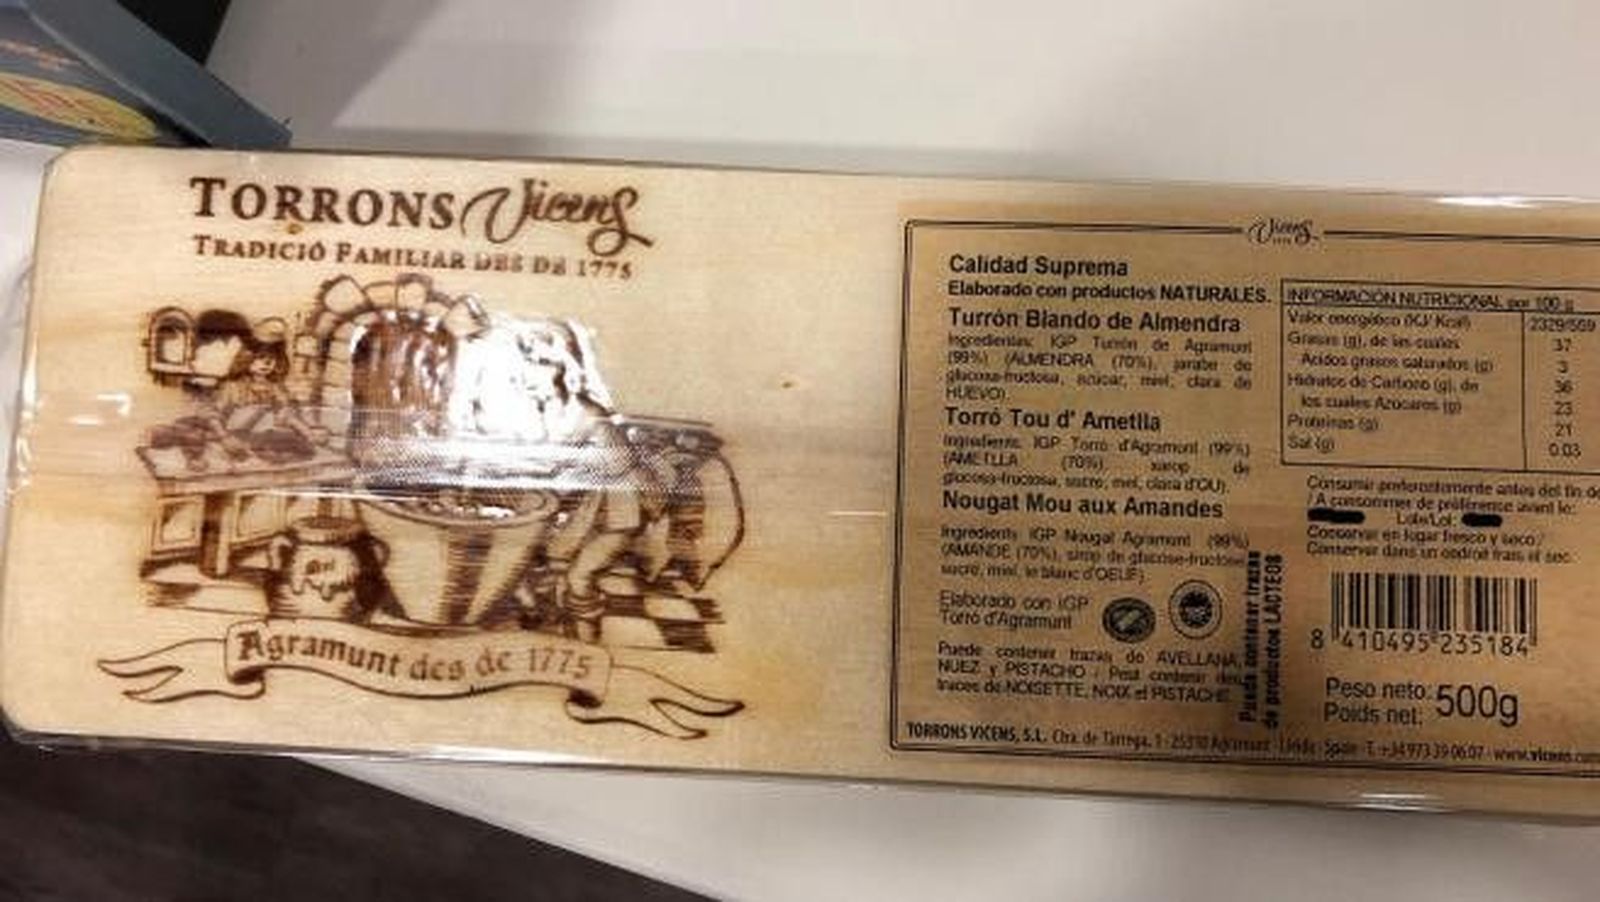 TORRONS Vicens
TRADICIÓ FAMILIAR DES DE 1775
Mel
Agramunt des de 1775
Vicens
Calidad Suprema
Elaborado con productos NATURALES.
Turrón Blando de Almendra
Ingredientes: IGP Turrón de Agramunt
(99%) (ALMENDRA (70%), jarabe de
glucosa-fructosa, azúcar, miel, clara de
HUEVO).
Torró Tou d' Ametlla
Ingredients: IGP Torró d'Agramunt (99%)
(AMETLLA (70%), xarop de
glucosa-fructosa, sucre, mel, clara d'OU).
Nougat Mou aux Amandes
Ingredients: IGP Nougat Agramunt (99%)
(AMANDE (70%), sirop de glucose-fructose,
sucre, miel, le blanc d'OEUF).
Elaborado con IGP
Torró d'Agramunt
Puede contener trazas de AVELLANA,
NUEZ y PISTACHO / Peut contenir des
traces de NOISETTE, NOIX et PISTACHE.
Pueda contener trazas
de productos LACTEOS
INFORMACIÓN NUTRICIONAL por 100 g
Valor energético (KJ/ Kcal) 2329/559
Grasas (g), de las cuales 37
Acidos grasos saturados (g) 3
Hidratos de Carbono (g), de 36
los cuales Azúcares (g) 23
Proteinas (g) 21
Sal (g) 0.03
Consumir preferentemente antes del fin de
/ A consommer de préférence avant le:
Lote/Lot:
Conservar en lugar fresco y seco /
Conserver dans un endroit frais et sec.
8 410495 235184
Peso neto: 500g
Poids net:
TORRONS VICENS, S.L. Ctra. de Tàrrega, 1 - 25310 Agramunt - Lleida - Spain - T. +34 973 39 06 07 - www.vicens.com